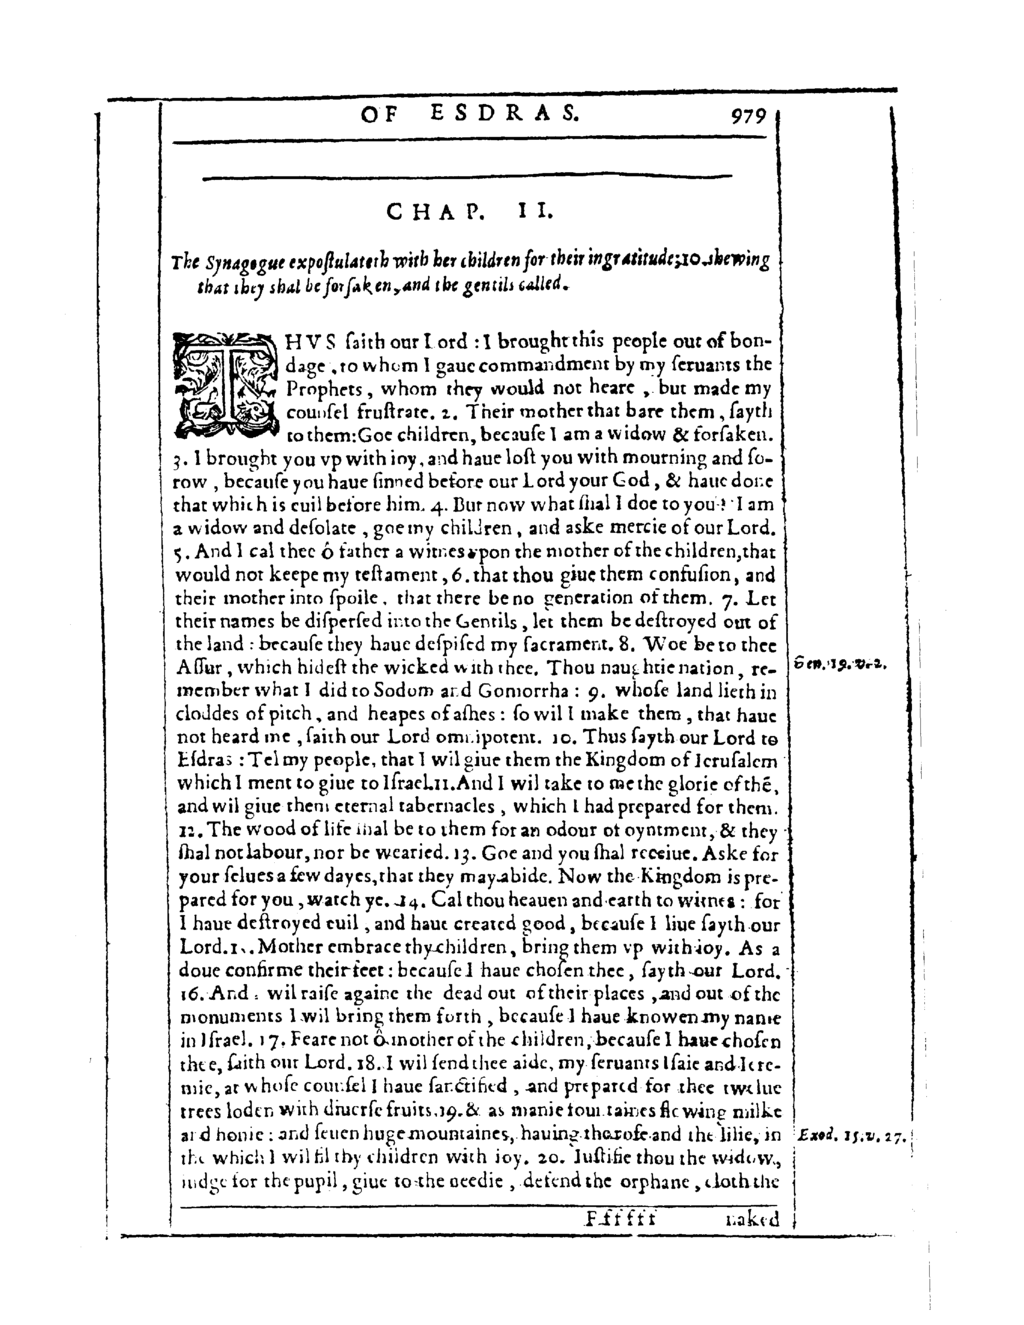 OF ESDRAS. 979
CHAP. II.
The Synagogue expoſtulateth with her children for their ingratitude; 10. shewing
that they shal be forſaken, and the gentils called.
THVS ſaith our Lord : I brought this people out of bon-
dage, to whom I gaue commandment by my ſeruants the
Prophets, whom they would not heare, but made my
counſel fruſtrate. 2. Their mother that bare them, ſayth
to them: Goe children, becauſe I am a widow & forſaken.
3. I brought you vp with ioy, and haue loſt you with mourning and ſo-
row, becauſe you haue ſinned before our Lord your God, & haue done
that which is euil before him. 4. But now what ſhal I doe to you? I am
a widow and deſolate, goe my children, and aske mercie of our Lord.
5. And I cal thee ô father a witnes vpon the mother of the children, that
would not keepe my teſtament, 6. that thou giue them confuſion, and
their mother into ſpoile, that there be no generation of them. 7. Let
their names be diſperſed into the Gentils, let them be deſtroyed out of
the land : becauſe they haue deſpiſed my ſacrament. 8. Woe be to thee
Aſſur, which hideſt the wicked with thee. Thou naughtie nation, re-
member what I did to Sodom and Gomorrha : 9. whoſe land lieth in
cloddes of pitch, and heapes of aſhes : ſo wil I make them, that haue
not heard me, ſaith our Lord omnipotent. 10. Thus ſayth our Lord to
Eſdras : Tel my people, that I wil giue them the Kingdom of Ieruſalem
which I ment to giue to Iſrael. 11. And I wil take to me the glorie of thē,
and wil giue them eternal tabernacles, which I had prepared for them.
12. The wood of life ſhal be to them for an odour of oyntment, & they
ſhal not labour, nor be wearied. 13. Goe and you ſhal receiue. Aske for
your ſelues a few dayes, that they may abide. Now the Kingdom is pre-
pared for you, watch ye. 14. Cal thou heauen and earth to witnes : for
I haue deſtroyed euil, and haue created good, becauſe I liue ſayth our
Lord. 15. Mother embrace thy children, bring them vp with ioy. As a
doue confirme their feet : becauſe I haue choſen thee, ſayth our Lord.
16. And I wil raiſe againe the dead out of their places, and out of the
monuments I wil bring them forth, becauſe I haue knowen my name
in Iſrael. 17. Feare not ô mother of the children, becauſe I haue choſen
thee, ſaith our Lord. 18. I wil ſend thee aide, my ſeruants Iſaie and Iere-
mie, at whoſe counſel I haue ſanctified, and prepared for thee twelue
trees loden with diuerſe fruits. 19. & as manie fountaines flowing milke
and honie : and ſeuen huge mountaines, hauing the roſe and the lilie, in
the which I wil fil thy children with ioy. 20. Iuſtifie thou the widow,
iudge for the pupil, giue to the needie, defend the orphane, cloth the
Ffffff naked
Gen. 19. v. 2.
Exod. 15. v. 27.